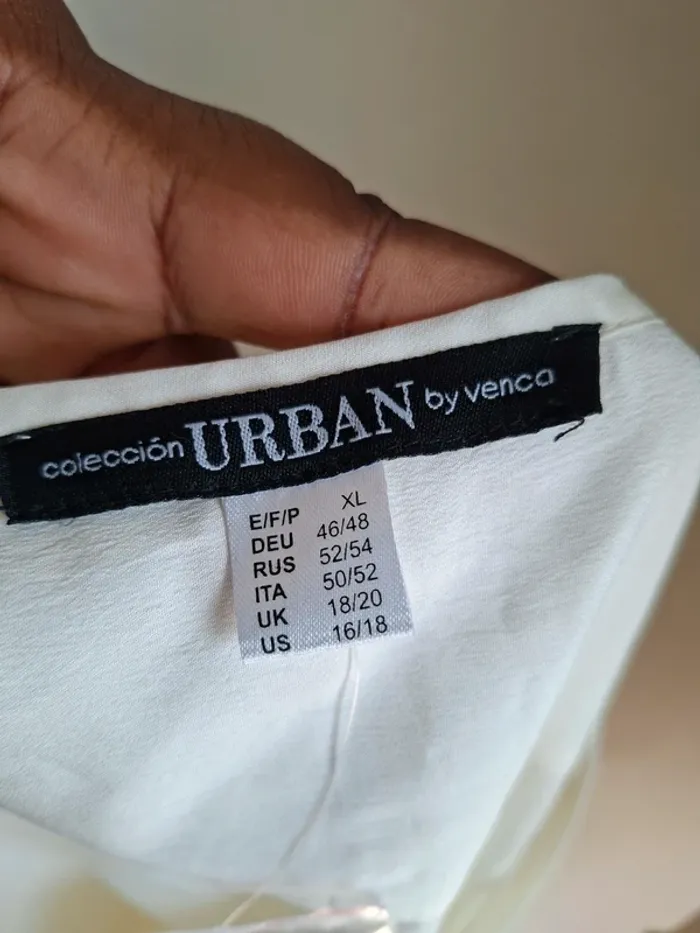 colección URBAN by venca
E/F/P XL
DEU 46/48
RUS 52/54
ITA 50/52
UK 18/20
US 16/18